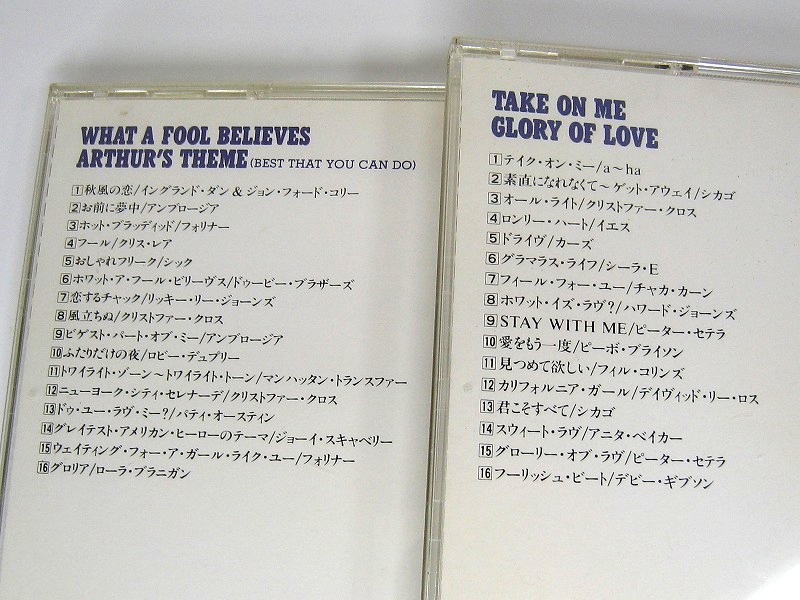 WHAT A FOOL BELIEVES
ARTHUR'S THEME (BEST THAT YOU CAN DO)
1 秋風の恋/イングランド・ダン & ジョン・フォード・コリー
2 お前に夢中/アンブロージア
3 ホット・ブラッディッド/フォリナー
4 フール/クリス・レア
5 おしゃれフリーク/シック
6 ホワット・ア・フール・ビリーヴス/ドゥービー・ブラザーズ
7 恋するチャック/リッキー・リー・ジョーンズ
8 風立ちぬ/クリストファー・クロス
9 ビゲスト・パート・オブ・ミー/アンブロージア
10 ふたりだけの夜/ロビー・デュプリー
11 トワイライト・ゾーン〜トワイライト・トーン/マンハッタン・トランスファー
12 ニューヨーク・シティ・セレナーデ/クリストファー・クロス
13 ドゥ・ユー・ラヴ・ミー?/パティ・オースティン
14 グレイテスト・アメリカン・ヒーローのテーマ/ジョーイ・スキャベリー
15 ウェイティング・フォー・ア・ガール・ライク・ユー/フォリナー
16 グロリア/ローラ・ブラニガン
TAKE ON ME
GLORY OF LOVE
1 テイク・オン・ミー/a〜ha
2 素直になれなくて〜ゲット・アウェイ/シカゴ
3 オール・ライト/クリストファー・クロス
4 ロンリー・ハート/イエス
5 ドライヴ/カーズ
6 グラマラス・ライフ/シーラ・E
7 フィール・フォー・ユー/チャカ・カーン
8 ホワット・イズ・ラヴ?/ハワード・ジョーンズ
9 STAY WITH ME/ピーター・セテラ
10 愛をもう一度/ピーボ・ブライソン
11 見つめて欲しい/フィル・コリンズ
12 カリフォルニア・ガール/デイヴィッド・リー・ロス
13 君こそすべて/シカゴ
14 スウィート・ラヴ/アニタ・ベイカー
15 グローリー・オブ・ラヴ/ピーター・セテラ
16 フーリッシュ・ビート/デビー・ギブソン